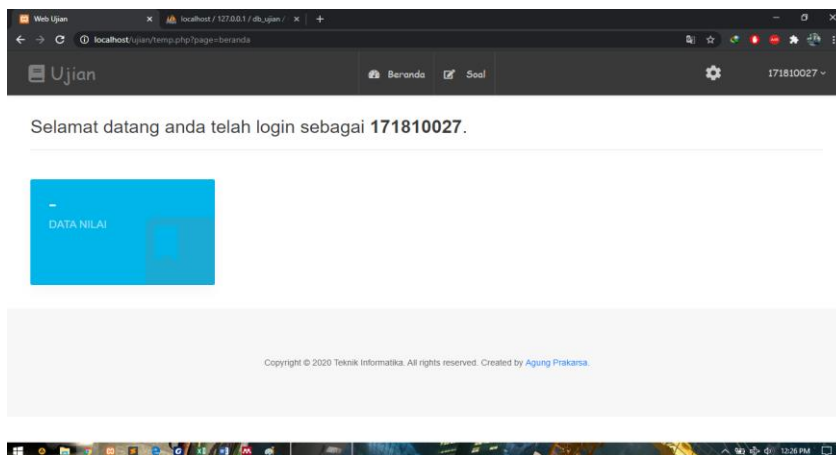 Web Ujian
localhost / 127.0.0.1 / db_ujian /
localhost/ujian/temp.php?page=beranda
Ujian
Beranda
Soal
171810027
Selamat datang anda telah login sebagai 171810027.
-
DATA NILAI
Copyright © 2020 Teknik Informatika. All rights reserved. Created by Agung Prakarsa.
12:26 PM